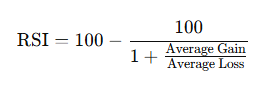 RSI = 100 − 100 / (1 + Average Gain / Average Loss)